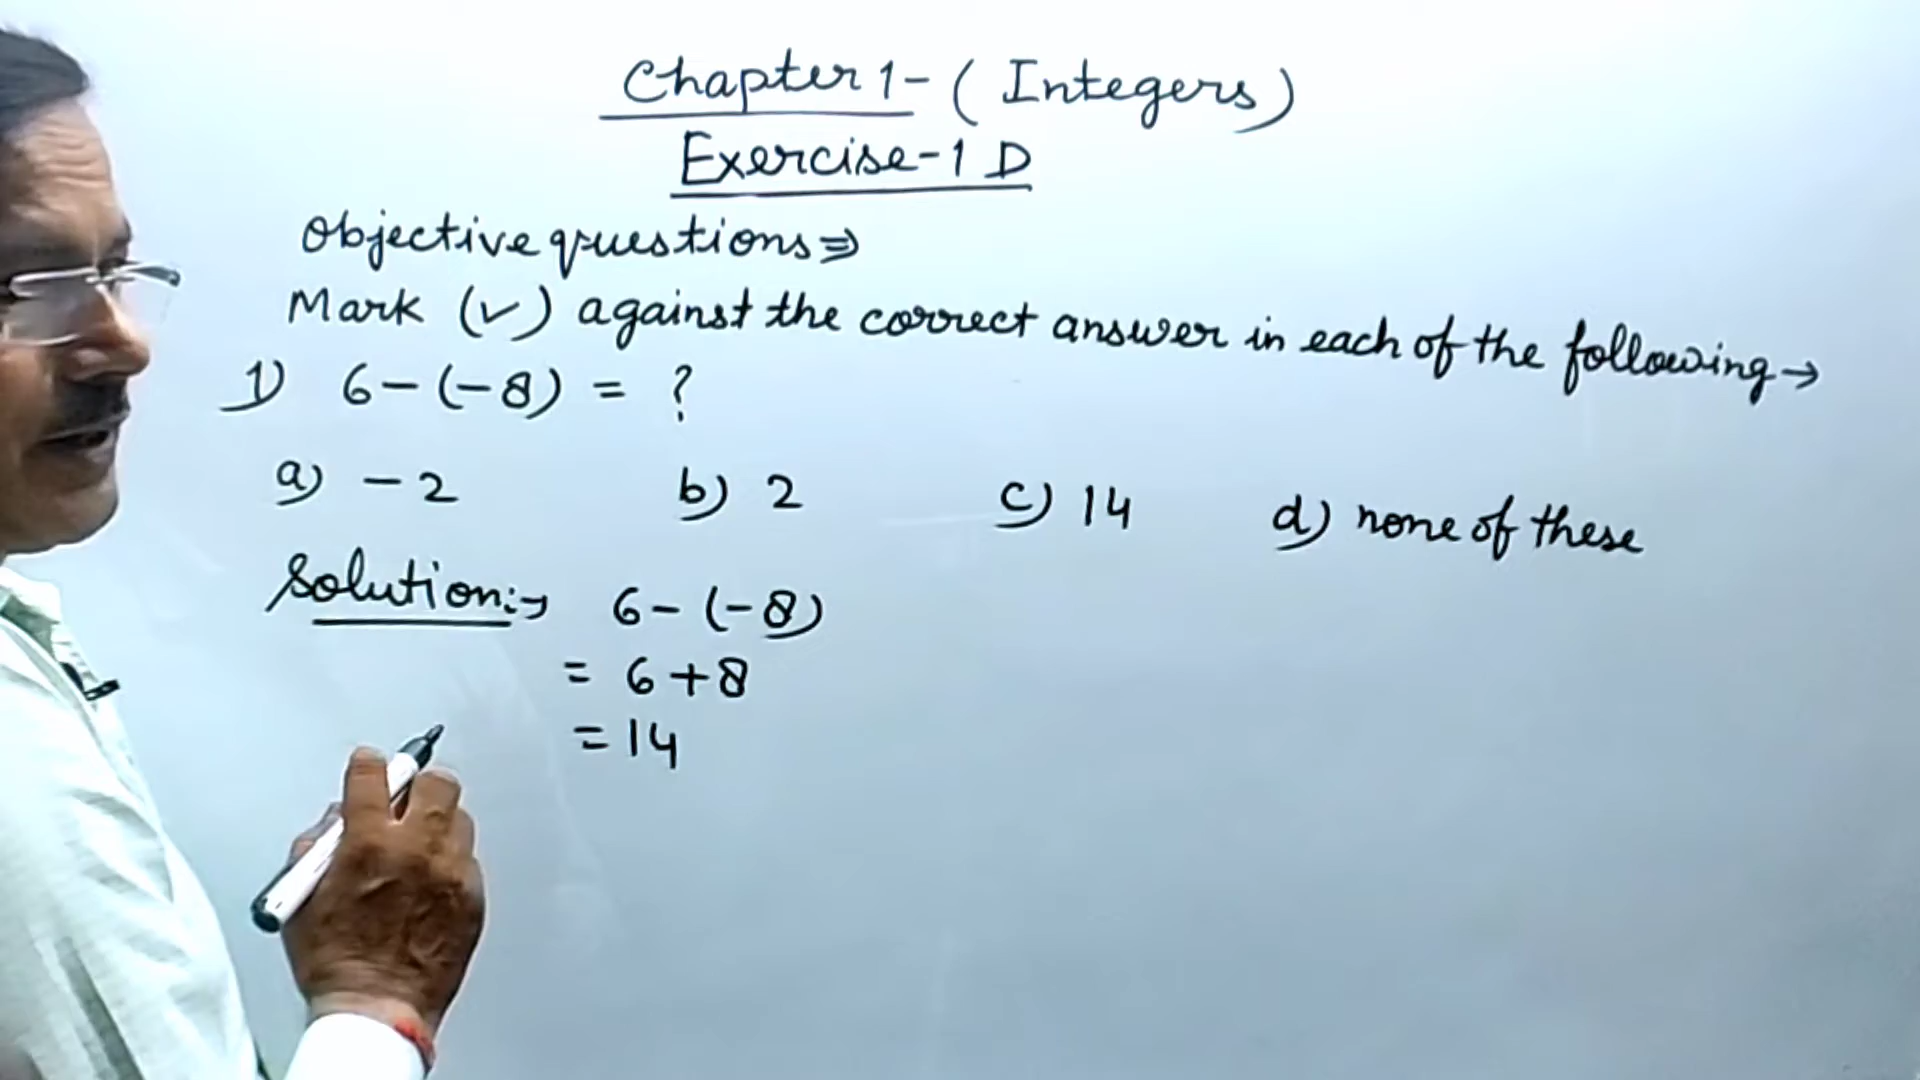 Chapter 1- (Integers)
Exercise-1 D
Objective questions⇒
Mark (✓) against the correct answer in each of the following→
1) 6-(-8) = ?
a) -2 b) 2 c) 14 d) none of these
Solution:→ 6-(-8)
= 6+8
= 14